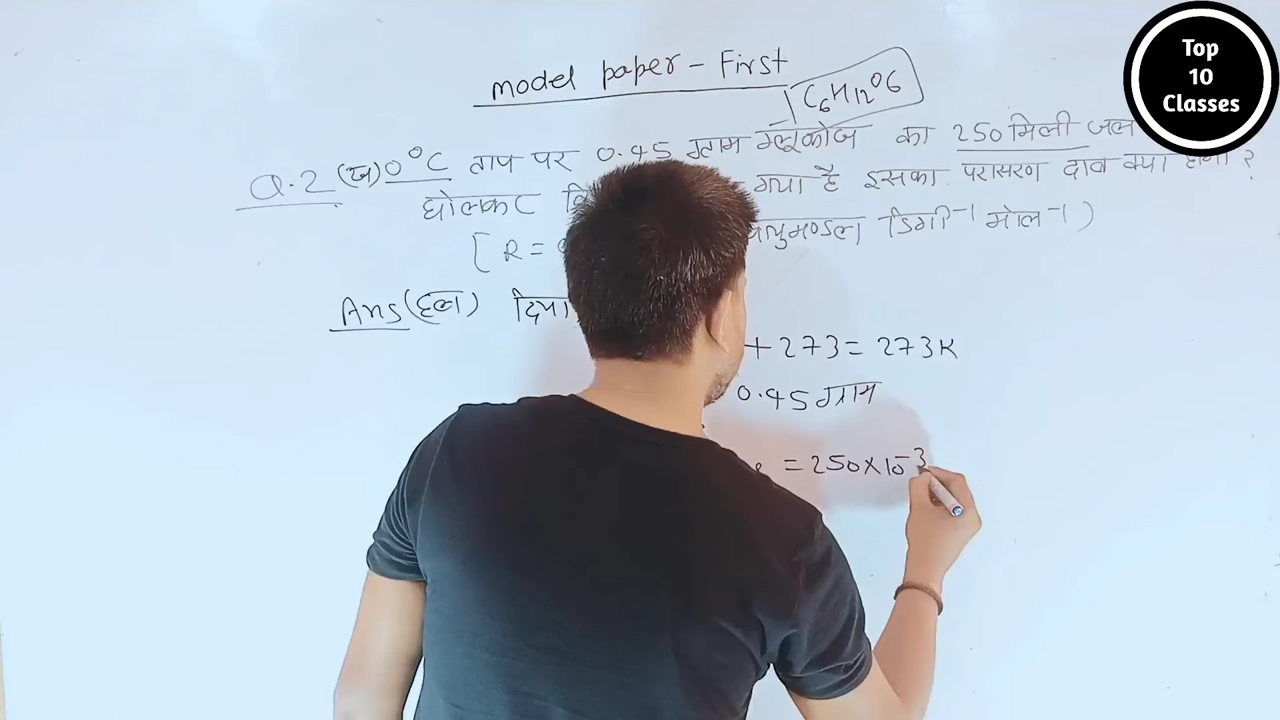 Top
10
Classes
Model paper - First
C6H12O6
Q.2 (ख) 0°C ताप पर 0.45 ग्राम ग्लूकोज का 250 मिली जल
घोलकर गया है इसका परासरण दाब क्या होगा ?
[ R = वायुमण्डल डिग्री⁻¹ मोल⁻¹ )
Ans (हल) दिया
+ 273 = 273K
0.45 ग्राम
= 250×10⁻³